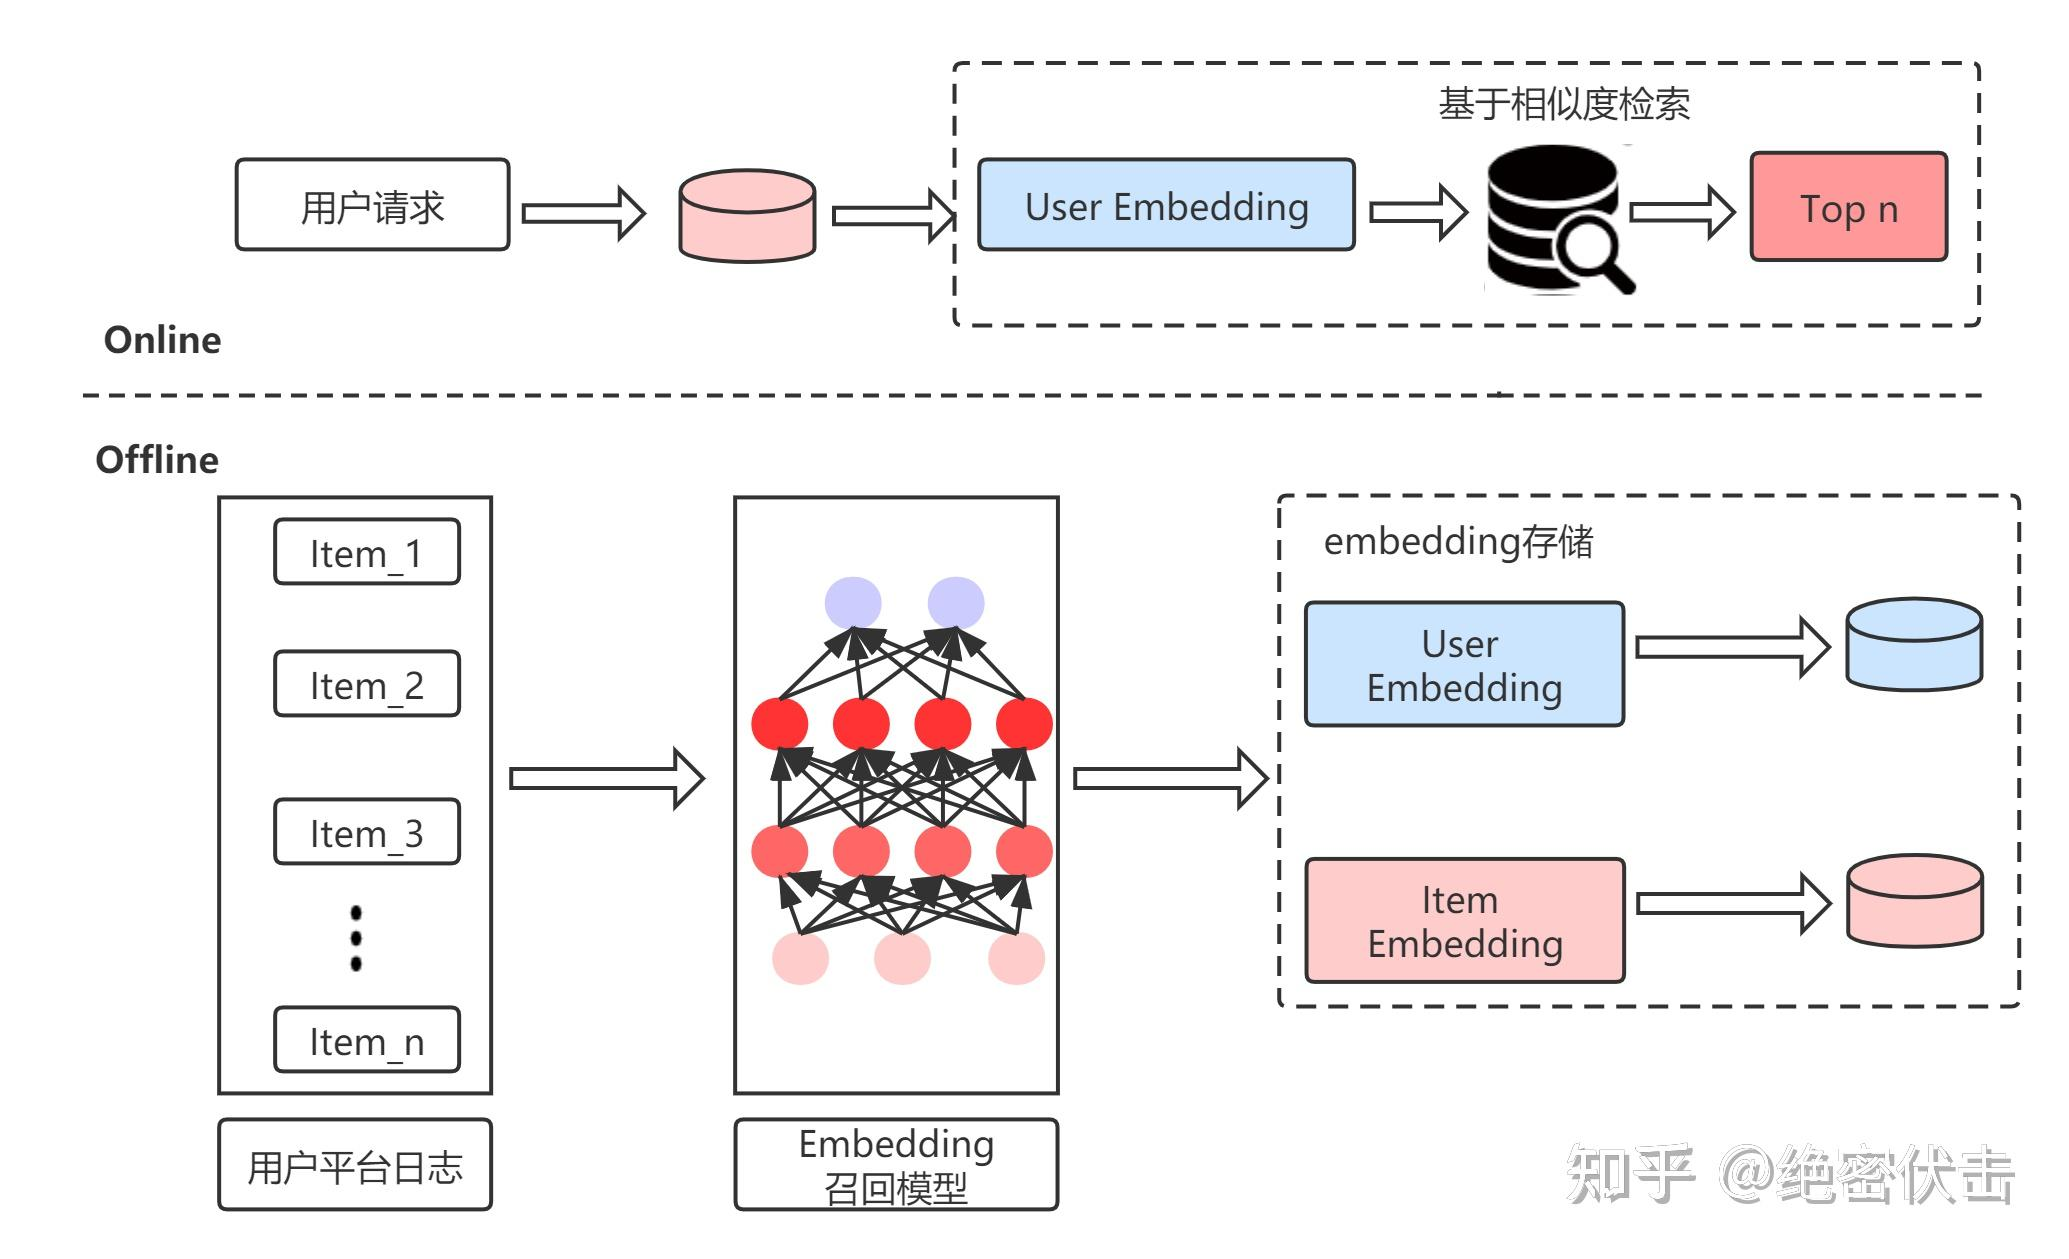 基于相似度检索
用户请求
User Embedding
Top n
Online
Offline
Item_1
Item_2
Item_3
Item_n
用户平台日志
Embedding
召回模型
embedding存储
User
Embedding
Item
Embedding
知乎 @绝密伏击